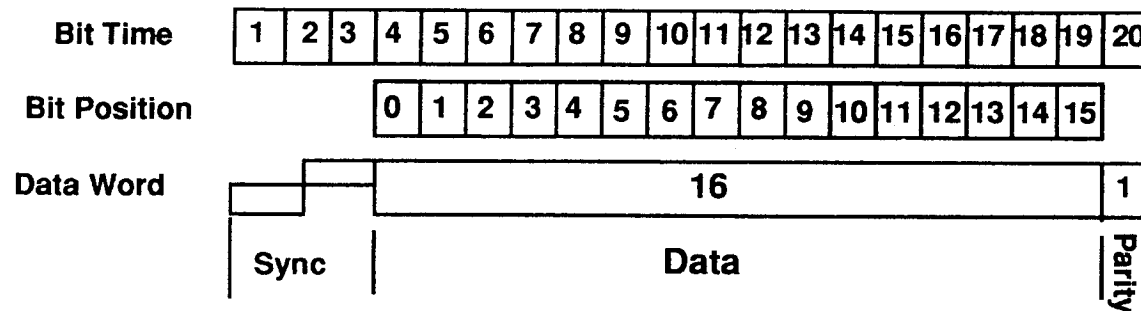 Bit Time 1 2 3 4 5 6 7 8 9 10 11 12 13 14 15 16 17 18 19 20
Bit Position 0 1 2 3 4 5 6 7 8 9 10 11 12 13 14 15
Data Word 16 1
Sync Data Parity